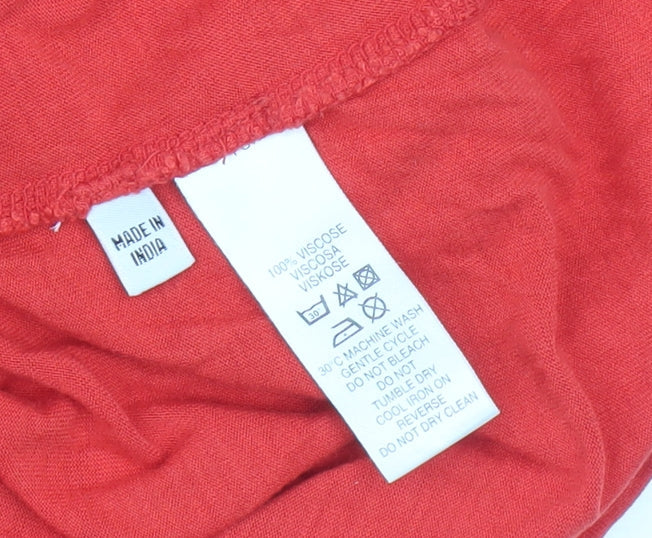 MADE IN
INDIA
100% VISCOSE
VISCOSA
VISKOSE
30
30°C MACHINE WASH
GENTLE CYCLE
DO NOT BLEACH
DO NOT
TUMBLE DRY
COOL IRON ON
REVERSE
DO NOT DRY CLEAN